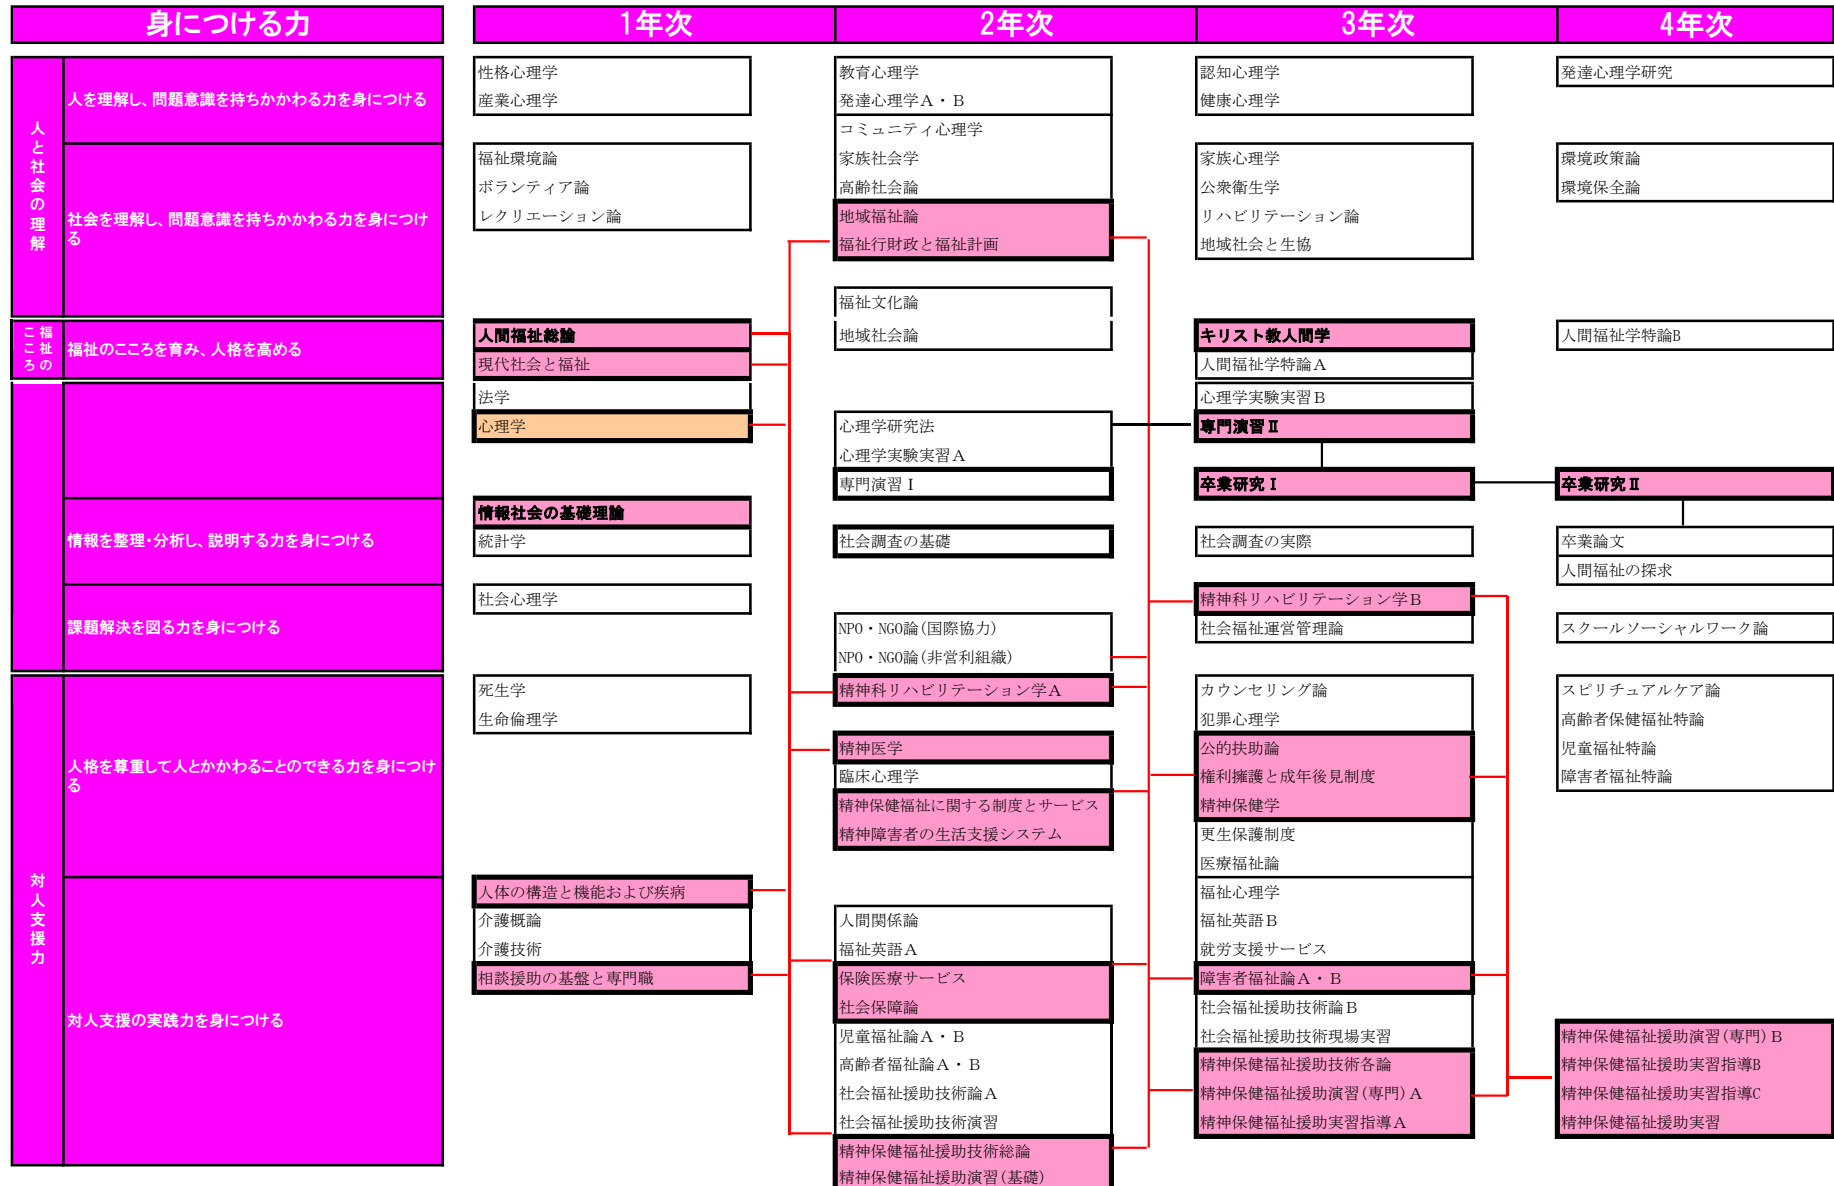 身につける力
1年次
2年次
3年次
4年次
人と社会の理解
人を理解し、問題意識を持ちかかわる力を身につける
社会を理解し、問題意識を持ちかかわる力を身につけ
る
福祉の
こころ
福祉のこころを育み、人格を高める
情報を整理・分析し、説明する力を身につける
課題解決を図る力を身につける
対人支援力
人格を尊重して人とかかわることのできる力を身につけ
る
対人支援の実践力を身につける
性格心理学
産業心理学
福祉環境論
ボランティア論
レクリエーション論
人間福祉総論
現代社会と福祉
法学
心理学
情報社会の基礎理論
統計学
社会心理学
死生学
生命倫理学
人体の構造と機能および疾病
介護概論
介護技術
相談援助の基盤と専門職
教育心理学
発達心理学A・B
コミュニティ心理学
家族社会学
高齢社会論
地域福祉論
福祉行財政と福祉計画
福祉文化論
地域社会論
心理学研究法
心理学実験実習A
専門演習Ⅰ
社会調査の基礎
NPO・NGO論(国際協力)
NPO・NGO論(非営利組織)
精神科リハビリテーション学A
精神医学
臨床心理学
精神保健福祉に関する制度とサービス
精神障害者の生活支援システム
人間関係論
福祉英語A
保険医療サービス
社会保障論
児童福祉論A・B
高齢者福祉論A・B
社会福祉援助技術論A
社会福祉援助技術演習
精神保健福祉援助技術総論
精神保健福祉援助演習(基礎)
認知心理学
健康心理学
家族心理学
公衆衛生学
リハビリテーション論
地域社会と生協
キリスト教人間学
人間福祉学特論A
心理学実験実習B
専門演習Ⅱ
卒業研究Ⅰ
社会調査の実際
精神科リハビリテーション学B
社会福祉運営管理論
カウンセリング論
犯罪心理学
公的扶助論
権利擁護と成年後見制度
精神保健学
更生保護制度
医療福祉論
福祉心理学
福祉英語B
就労支援サービス
障害者福祉論A・B
社会福祉援助技術論B
社会福祉援助技術現場実習
精神保健福祉援助技術各論
精神保健福祉援助演習(専門)A
精神保健福祉援助実習指導A
発達心理学研究
環境政策論
環境保全論
人間福祉学特論B
卒業研究Ⅱ
卒業論文
人間福祉の探求
スクールソーシャルワーク論
スピリチュアルケア論
高齢者保健福祉特論
児童福祉特論
障害者福祉特論
精神保健福祉援助演習(専門)B
精神保健福祉援助実習指導B
精神保健福祉援助実習指導C
精神保健福祉援助実習